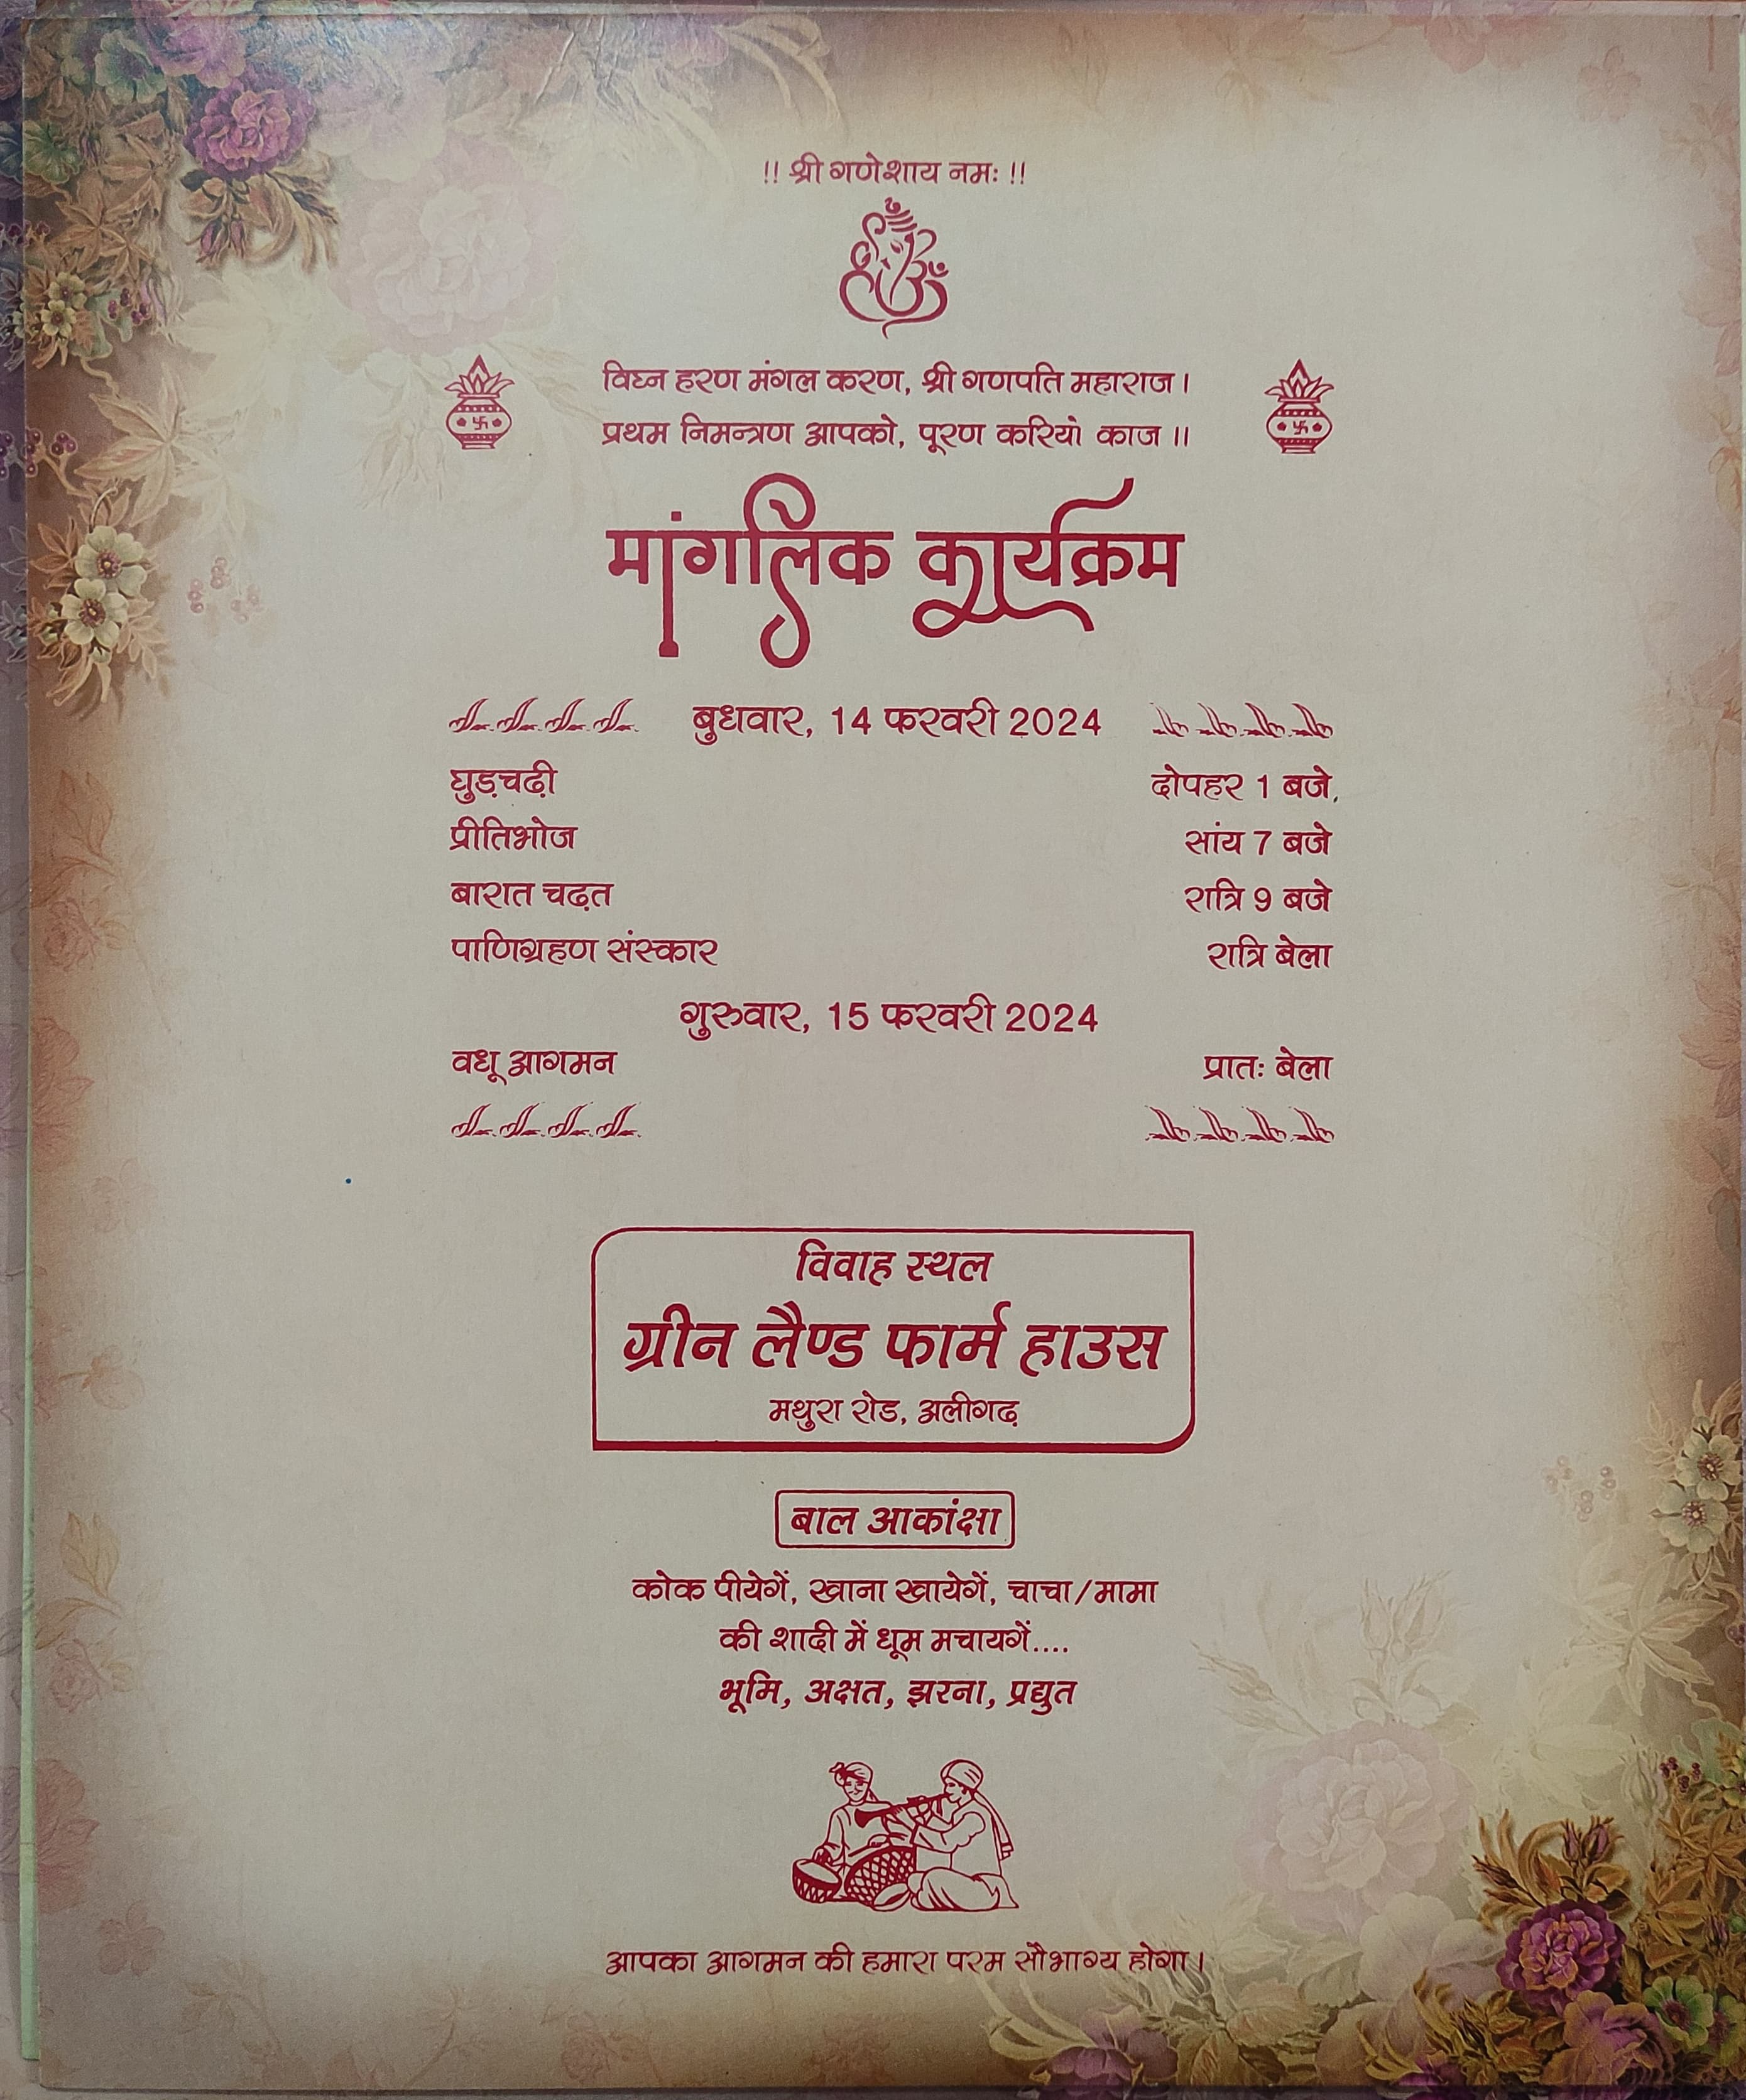 !! श्री गणेशाय नमः !!
विघ्न हरण मंगल करण, श्री गणपति महाराज।
प्रथम निमन्त्रण आपको, पूरण करियो काज॥
मांगलिक कार्यक्रम
बुधवार, 14 फरवरी 2024
घुड़चढ़ी दोपहर 1 बजे
प्रीतिभोज सांय 7 बजे
बारात चढ़त रात्रि 9 बजे
पाणिग्रहण संस्कार रात्रि बेला
गुरुवार, 15 फरवरी 2024
वधू आगमन प्रातः बेला
विवाह स्थल
ग्रीन लैण्ड फार्म हाउस
मथुरा रोड, अलीगढ़
बाल आकांक्षा
कोक पीयेगें, खाना खायेगें, चाचा/मामा
की शादी में धूम मचायगें....
भूमि, अक्षत, झरना, प्रद्युत
आपका आगमन की हमारा परम सौभाग्य होगा।